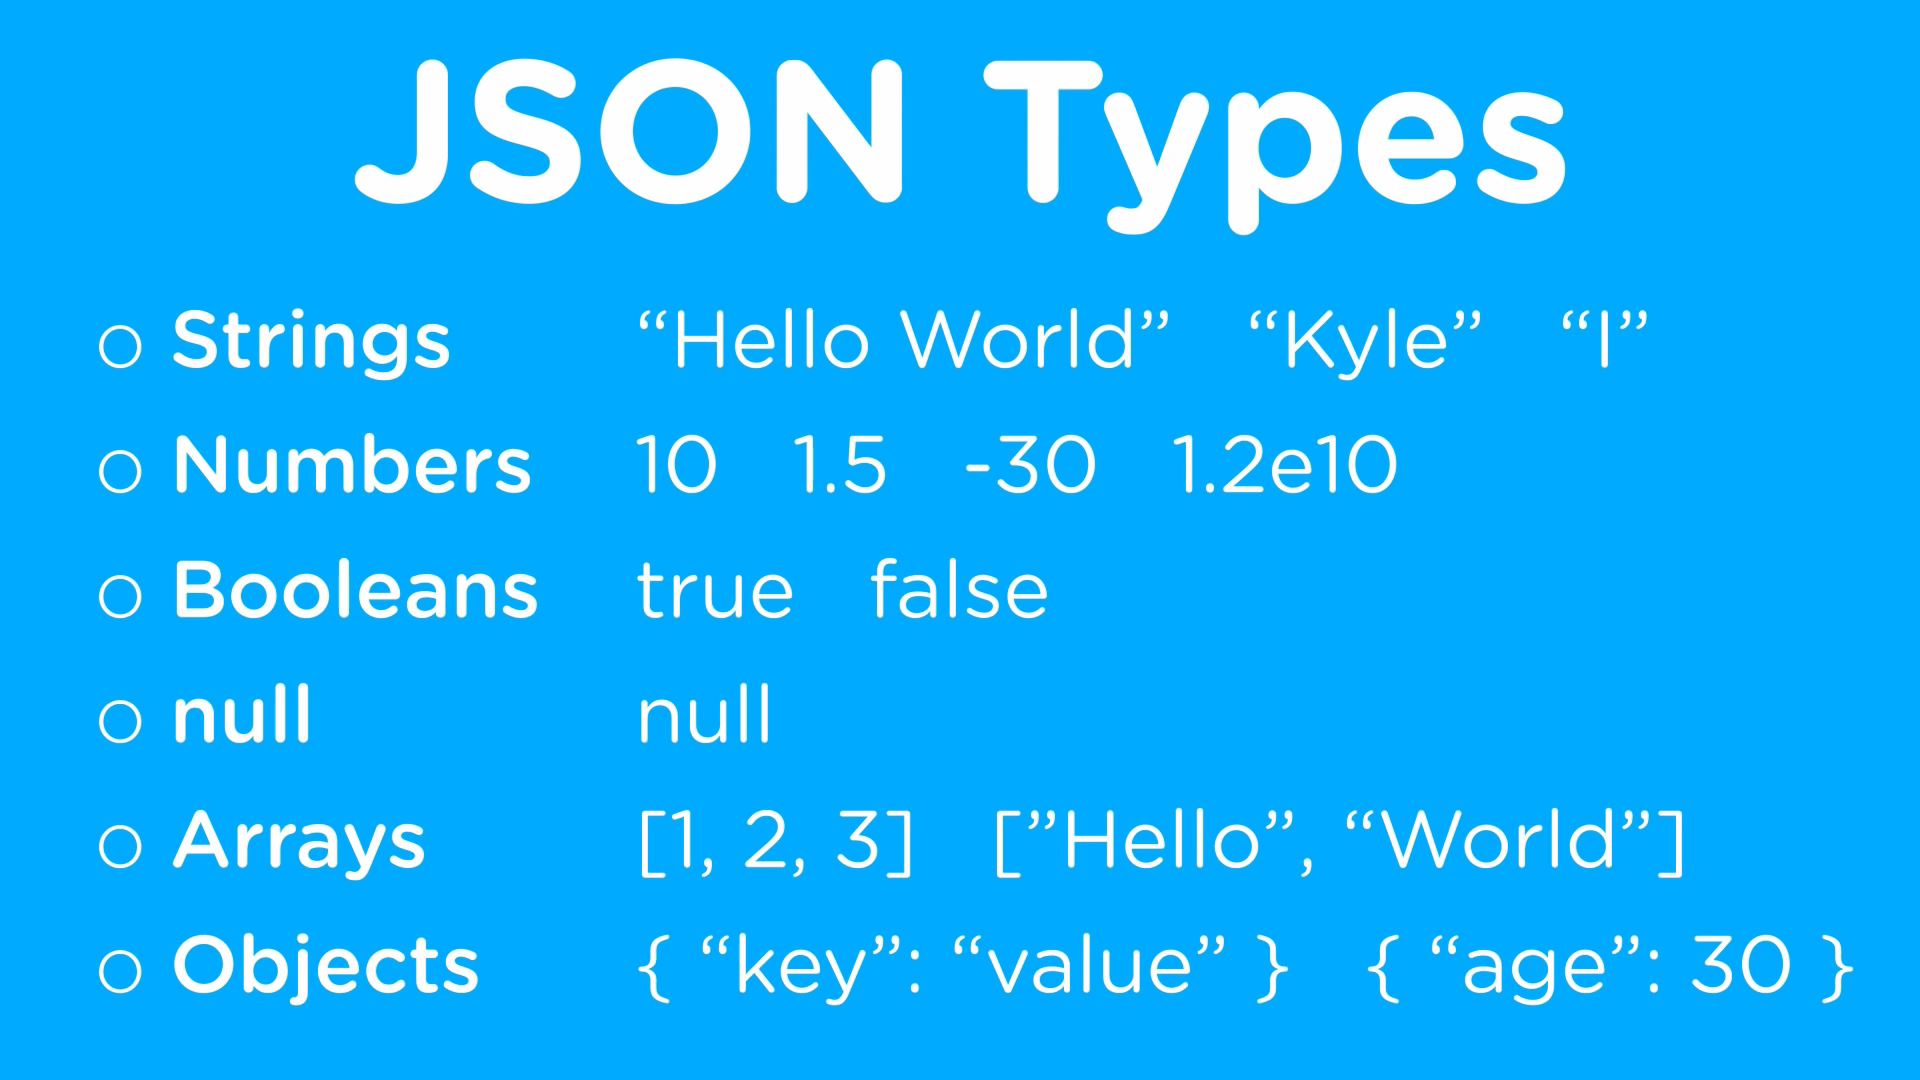 JSON Types
○ Strings “Hello World” “Kyle” “I”
○ Numbers 10 1.5 -30 1.2e10
○ Booleans true false
○ null null
○ Arrays [1, 2, 3] [”Hello”, “World”]
○ Objects { “key”: “value” } { “age”: 30 }